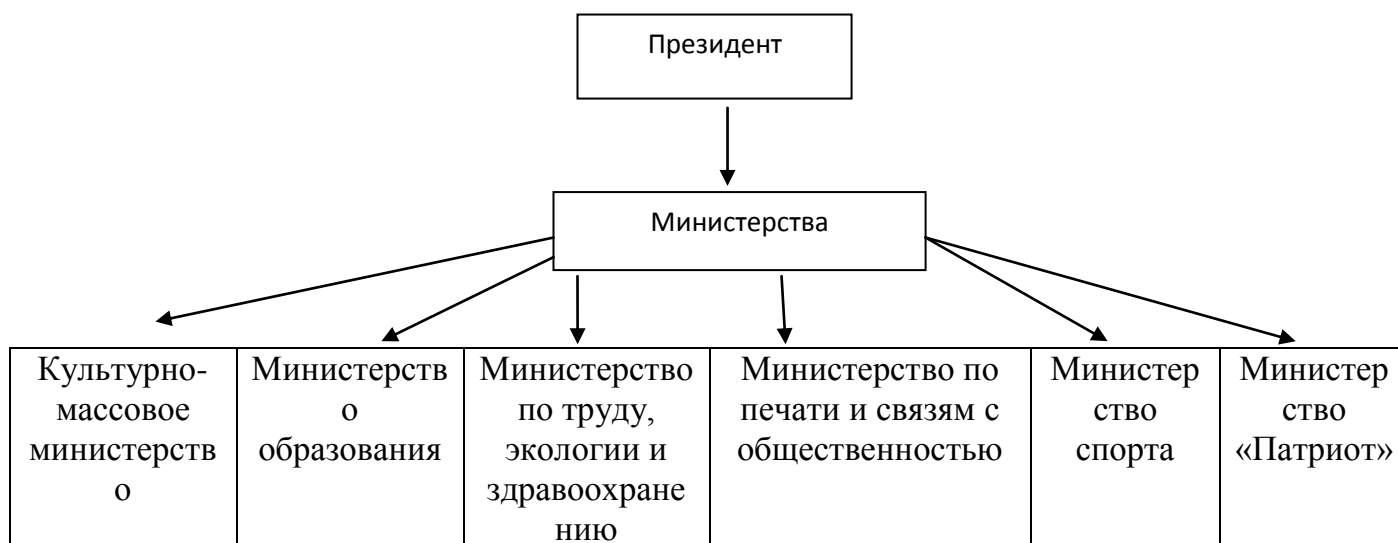 Президент
Министерства
Культурно-
массовое
министерств
о
Министерств
о
образования
Министерство
по труду,
экологии и
здравоохране
нию
Министерство по
печати и связям с
общественностью
Министер
ство
спорта
Министер
ство
«Патриот»